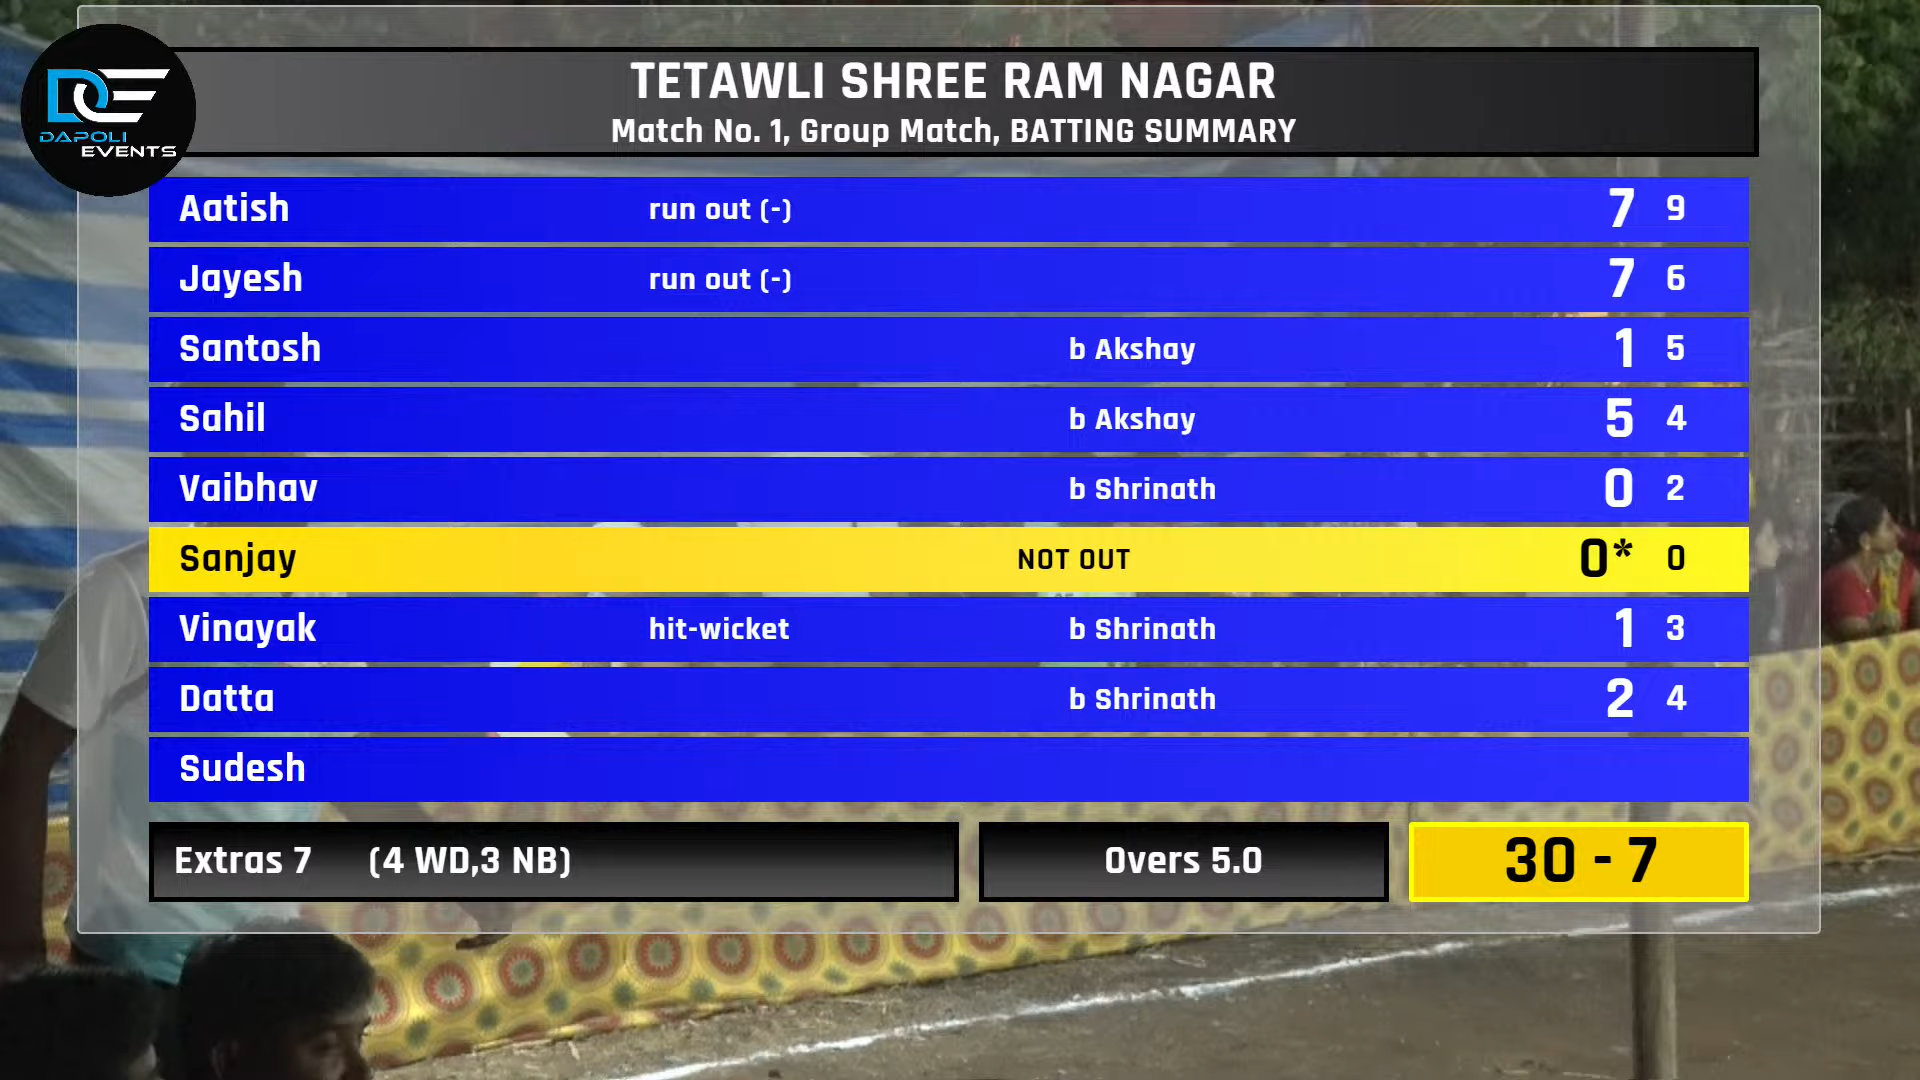 DE
DAPOLI
EVENTS
TETAWLI SHREE RAM NAGAR
Match No. 1, Group Match, BATTING SUMMARY
Aatish run out (-) 7 9
Jayesh run out (-) 7 6
Santosh b Akshay 1 5
Sahil b Akshay 5 4
Vaibhav b Shrinath 0 2
Sanjay NOT OUT 0* 0
Vinayak hit-wicket b Shrinath 1 3
Datta b Shrinath 2 4
Sudesh
Extras 7 (4 WD,3 NB) Overs 5.0 30 - 7